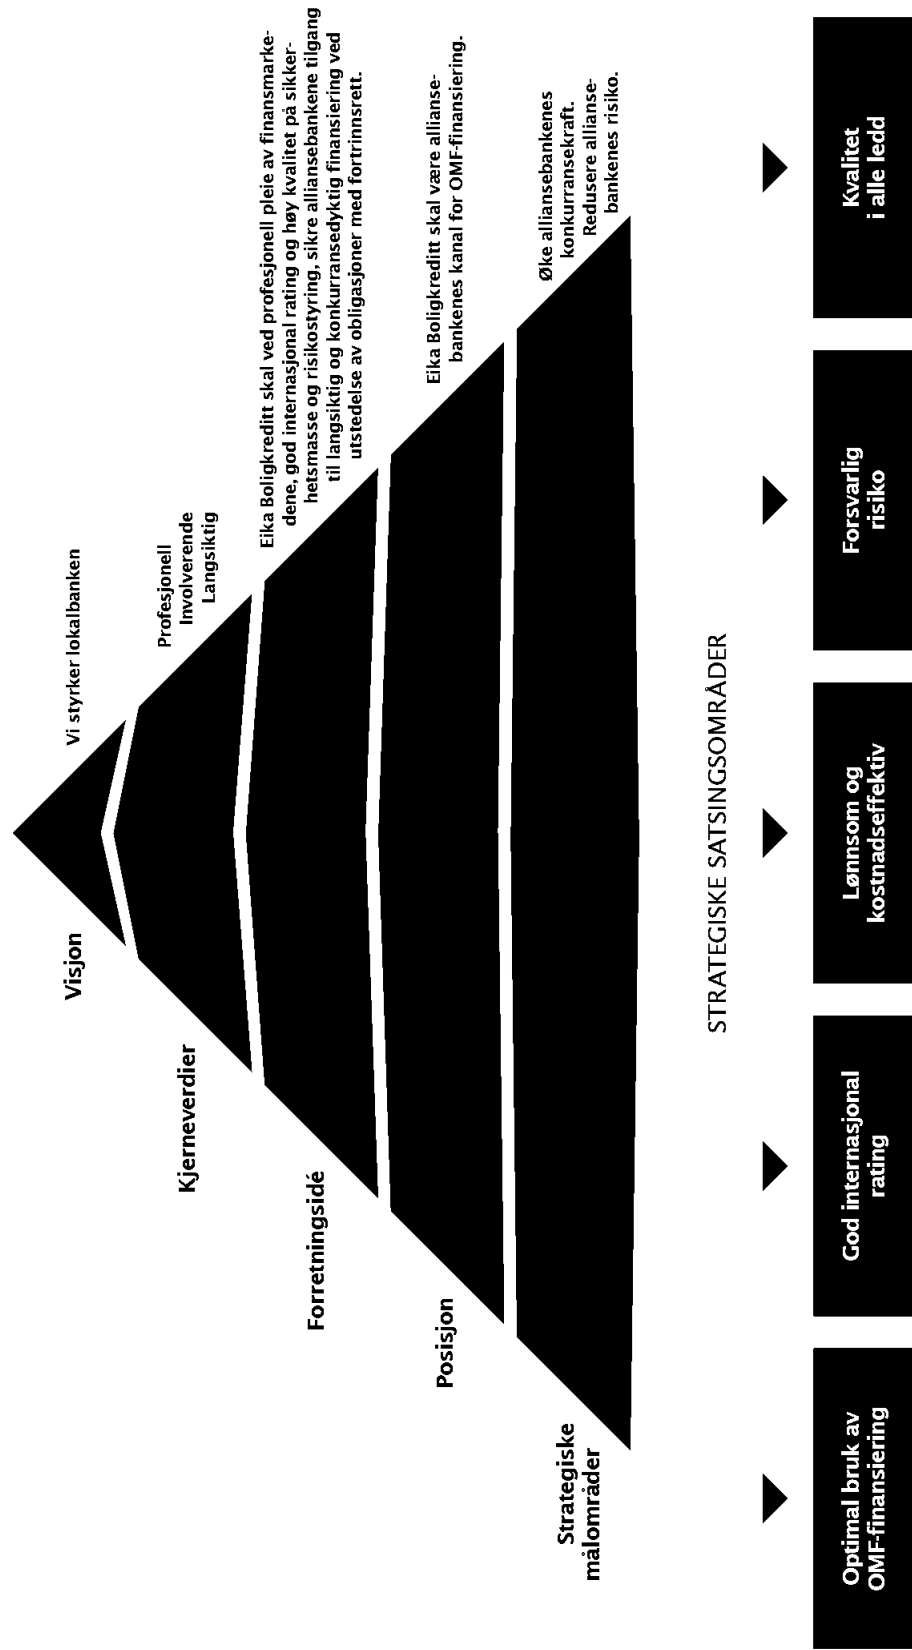 Visjon
Vi styrker lokalbanken
Kjerneverdier
Profesjonell
Involverende
Langsiktig
Forretningsidé
Eika Boligkreditt skal ved profesjonell pleie av finansmarke-
dene, god internasjonal rating og høy kvalitet på sikker-
hetsmasse og risikostyring, sikre alliansebankene tilgang
til langsiktig og konkurransedyktig finansiering ved
utstedelse av obligasjoner med fortrinnsrett.
Posisjon
Eika Boligkreditt skal være allianse-
bankenes kanal for OMF-finansiering.
Strategiske
målområder
Øke alliansebankenes
konkurransekraft.
Redusere allianse-
bankenes risiko.
STRATEGISKE SATSINGSOMRÅDER
Optimal bruk av
OMF-finansiering
God internasjonal
rating
Lønnsom og
kostnadseffektiv
Forsvarlig
risiko
Kvalitet
i alle ledd